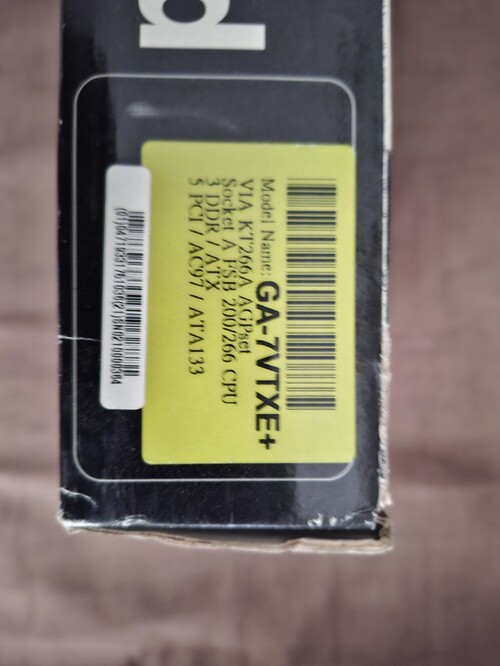 d
Model Name: GA-7VTXE+
VIA KT266A AGPset
Socket A FSB 200/266 CPU
3 DDR / ATX
5 PCI / AC97 / ATA133